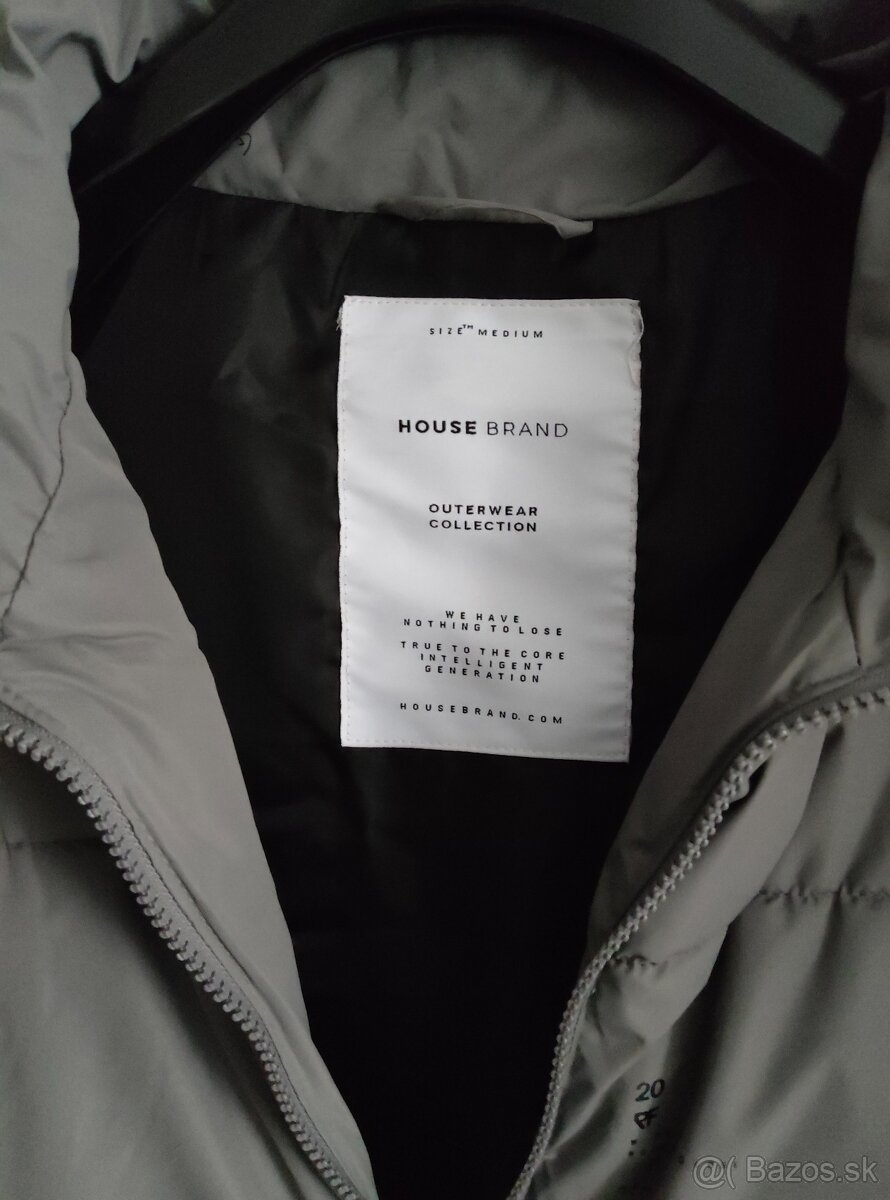 SIZE™ MEDIUM
HOUSE BRAND
OUTERWEAR
COLLECTION
WE HAVE
NOTHING TO LOSE
TRUE TO THE CORE
INTELLIGENT
GENERATION
HOUSEBRAND.COM
20
@( Bazos.sk